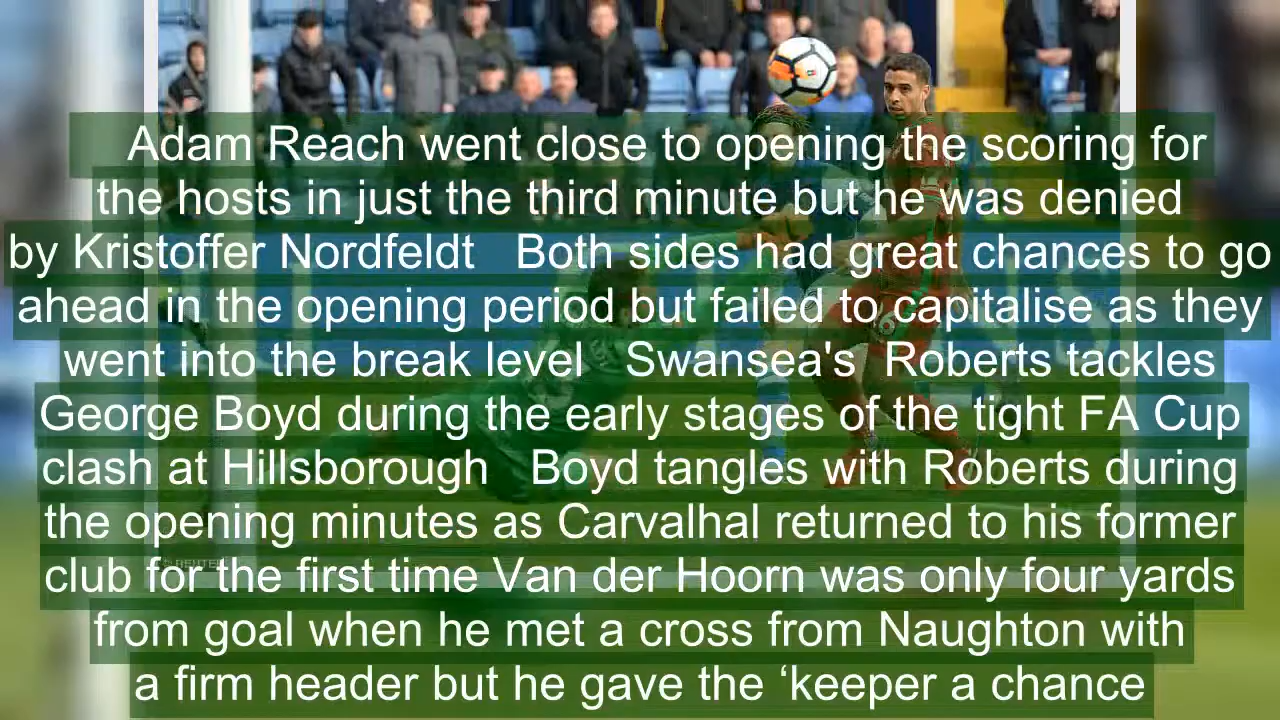 Adam Reach went close to opening the scoring for
the hosts in just the third minute but he was denied
by Kristoffer Nordfeldt   Both sides had great chances to go
ahead in the opening period but failed to capitalise as they
went into the break level   Swansea's  Roberts tackles
George Boyd during the early stages of the tight FA Cup
clash at Hillsborough   Boyd tangles with Roberts during
the opening minutes as Carvalhal returned to his former
club for the first time Van der Hoorn was only four yards
from goal when he met a cross from Naughton with
a firm header but he gave the ‘keeper a chance